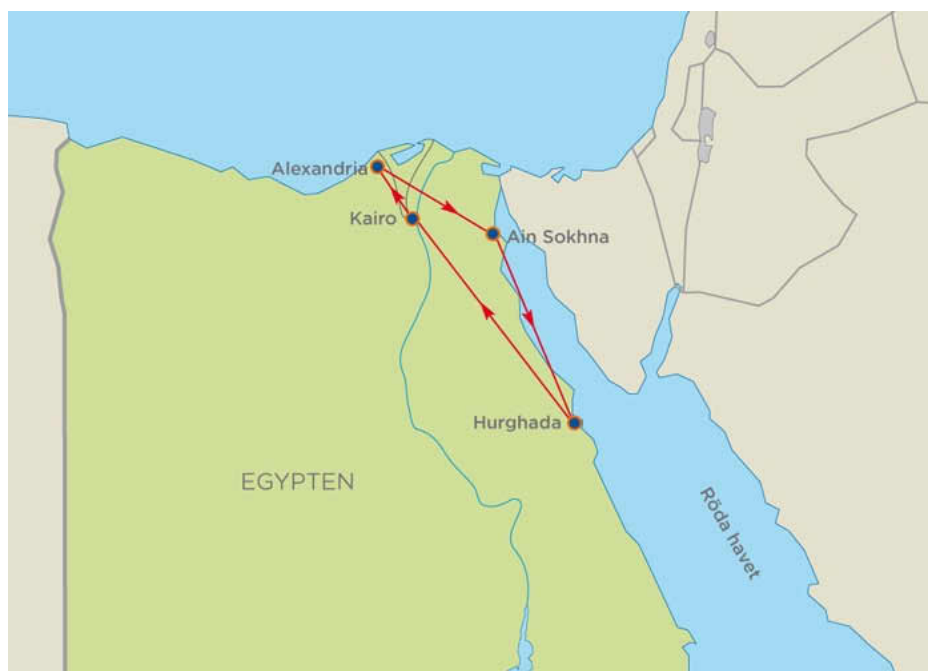 Alexandria
Kairo
Ain Sokhna
Hurghada
EGYPTEN
Röda havet